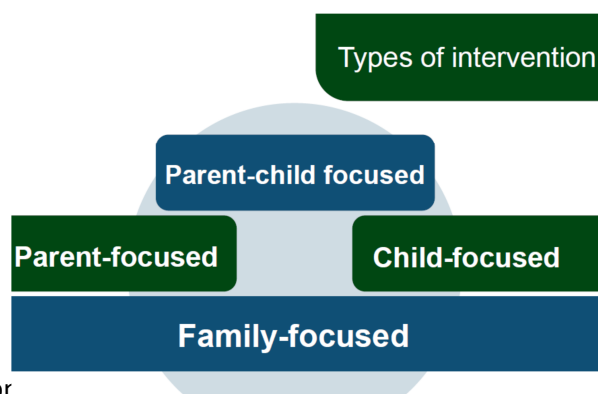 Types of intervention
Parent-child focused
Parent-focused
Child-focused
Family-focused